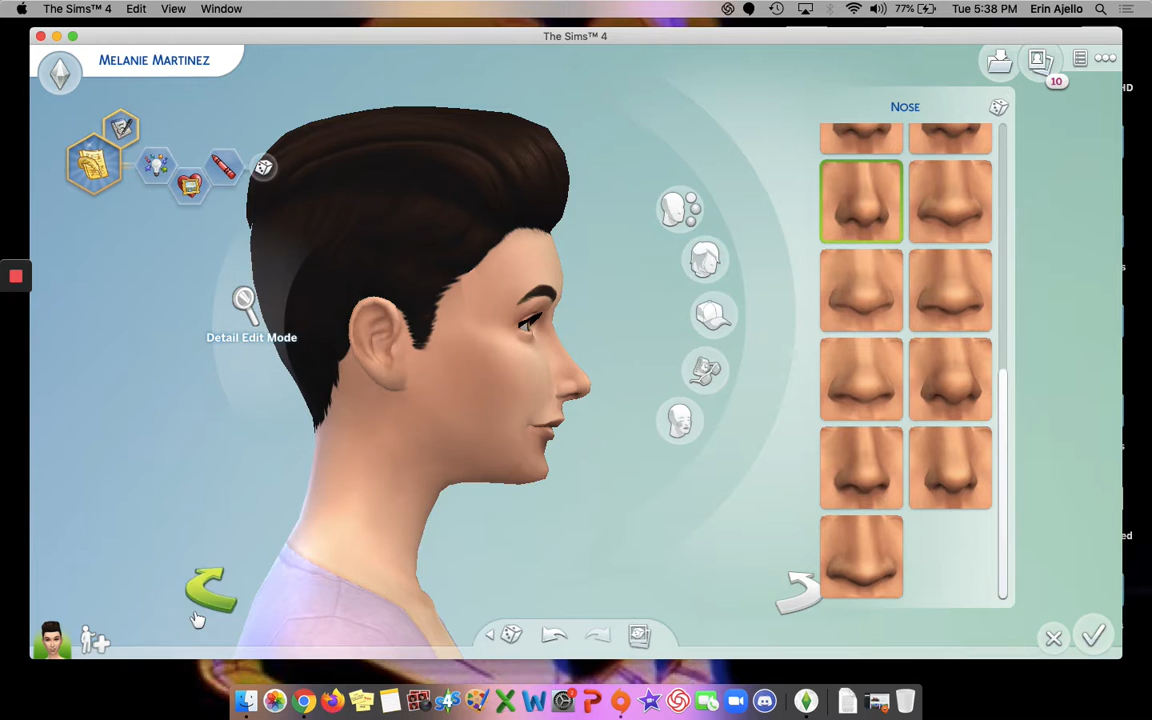 The Sims™ 4 Edit View Window 77% Tue 5:38 PM Erin Ajello
The Sims™ 4
MELANIE MARTINEZ
10
HD
NOSE
Detail Edit Mode